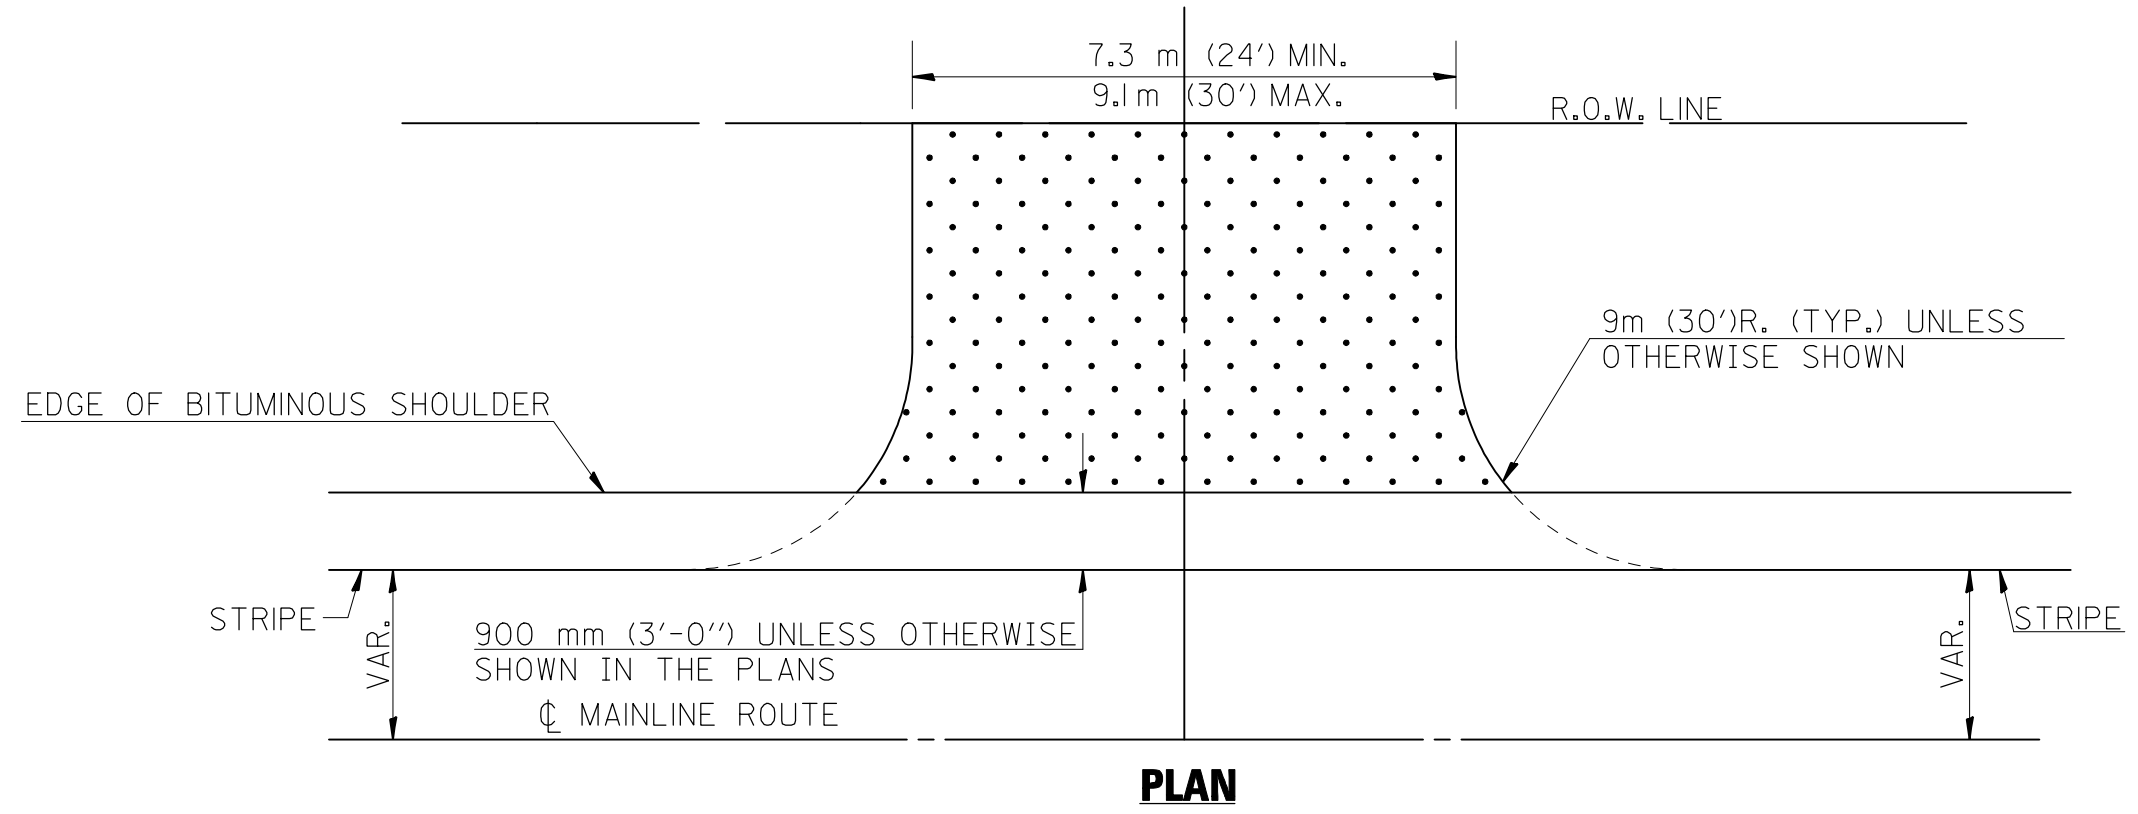 7.3 m (24') MIN.
9.1m (30') MAX.
R.O.W. LINE
9m (30')R. (TYP.) UNLESS
OTHERWISE SHOWN
EDGE OF BITUMINOUS SHOULDER
STRIPE
VAR.
900 mm (3'-0'') UNLESS OTHERWISE
SHOWN IN THE PLANS
℄ MAINLINE ROUTE
VAR.
STRIPE
PLAN